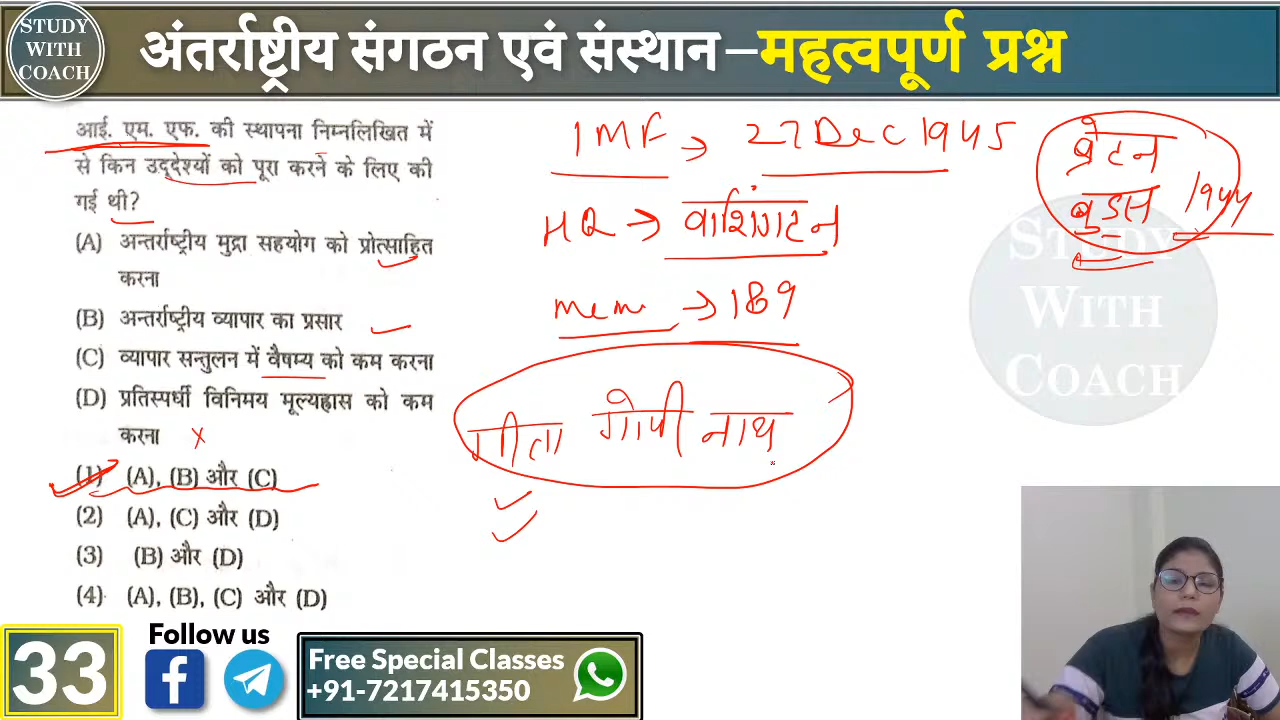 STUDY
WITH
COACH
अंतर्राष्ट्रीय संगठन एवं संस्थान –महत्वपूर्ण प्रश्न
आई. एम. एफ. की स्थापना निम्नलिखित में
से किन उद्देश्यों को पूरा करने के लिए की
गई थी?
(A) अन्तर्राष्ट्रीय मुद्रा सहयोग को प्रोत्साहित
करना
(B) अन्तर्राष्ट्रीय व्यापार का प्रसार
(C) व्यापार सन्तुलन में वैषम्य को कम करना
(D) प्रतिस्पर्धी विनिमय मूल्यह्रास को कम
करना x
(1) (A), (B) और (C)
(2) (A), (C) और (D)
(3) (B) और (D)
(4) (A), (B), (C) और (D)
IMF → 27 Dec 1945
HQ → वाशिंगटन
mem → 189
गीता गोपी नाथ
ब्रेटन
वुडस 1944
STUDY
WITH
COACH
33
Follow us
Free Special Classes
+91-7217415350